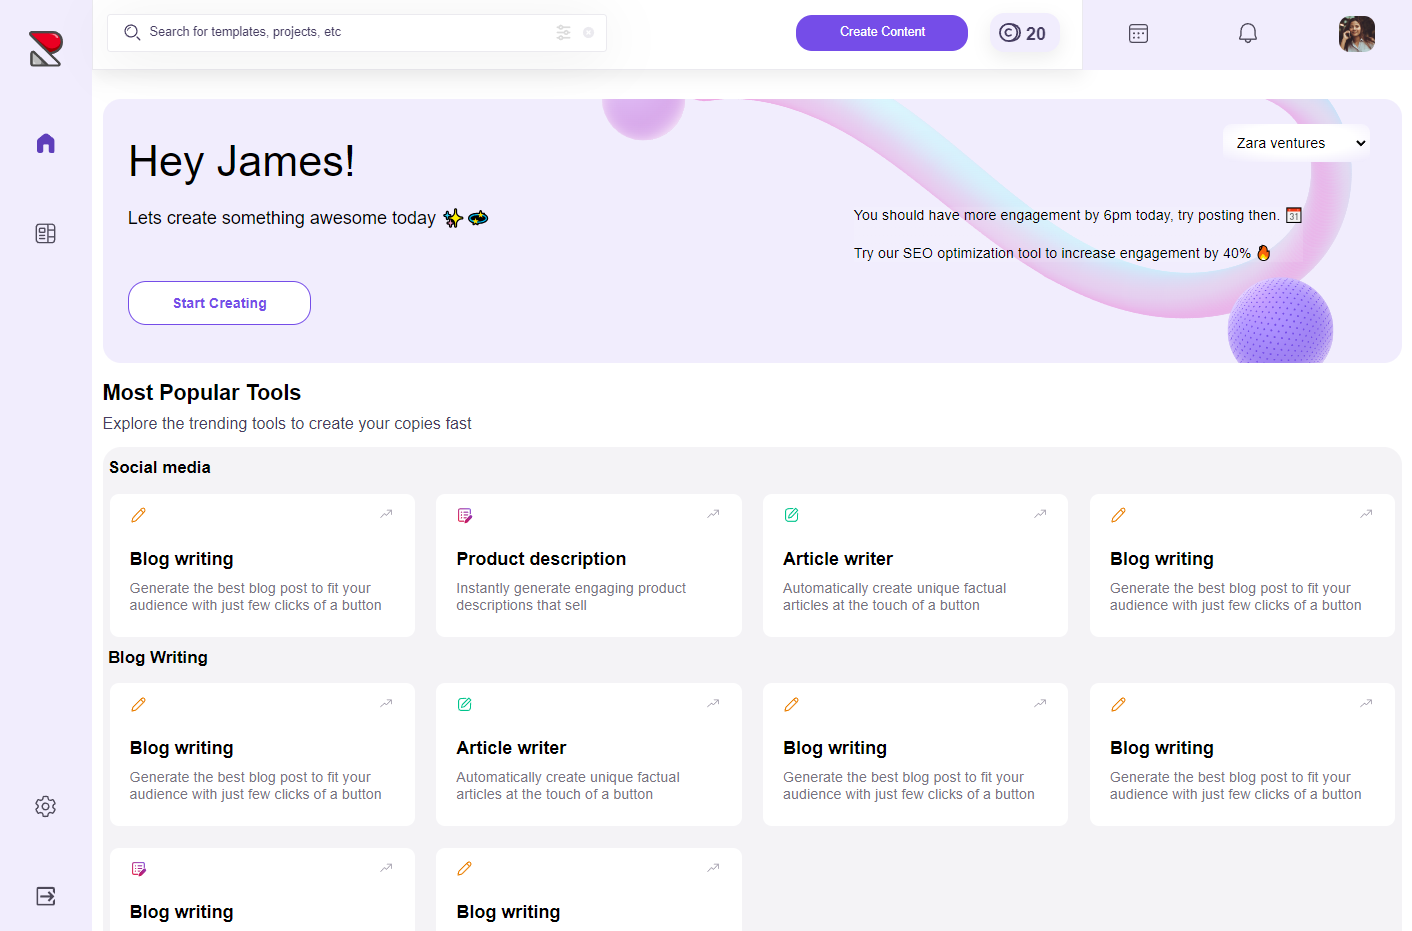 Search for templates, projects, etc
Create Content
20
Hey James!
Zara ventures
Lets create something awesome today ✨
You should have more engagement by 6pm today, try posting then. 📅
Try our SEO optimization tool to increase engagement by 40% 🔥
Start Creating
Most Popular Tools
Explore the trending tools to create your copies fast
Social media
Blog writing
Generate the best blog post to fit your
audience with just few clicks of a button
Product description
Instantly generate engaging product
descriptions that sell
Article writer
Automatically create unique factual
articles at the touch of a button
Blog writing
Generate the best blog post to fit your
audience with just few clicks of a button
Blog Writing
Blog writing
Generate the best blog post to fit your
audience with just few clicks of a button
Article writer
Automatically create unique factual
articles at the touch of a button
Blog writing
Generate the best blog post to fit your
audience with just few clicks of a button
Blog writing
Generate the best blog post to fit your
audience with just few clicks of a button
Blog writing
Blog writing